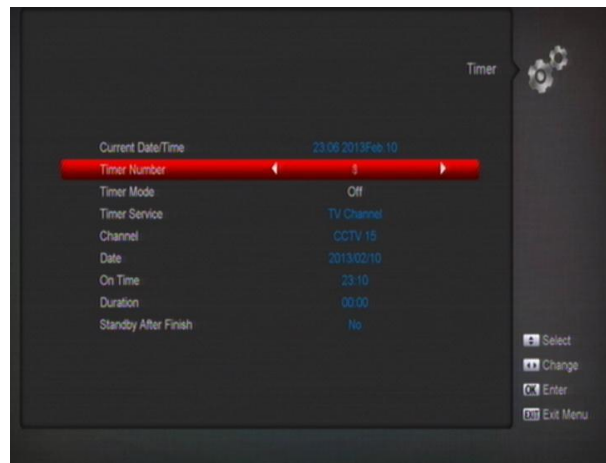 Timer
Current Date/Time 23:06 2013Feb.10
Timer Number
Timer Mode Off
Timer Service TV Channel
Channel CCTV 15
Date 2013/02/10
On Time 23:10
Duration 00:00
Standby After Finish No
Select
Change
OK Enter
EXIT Exit Menu